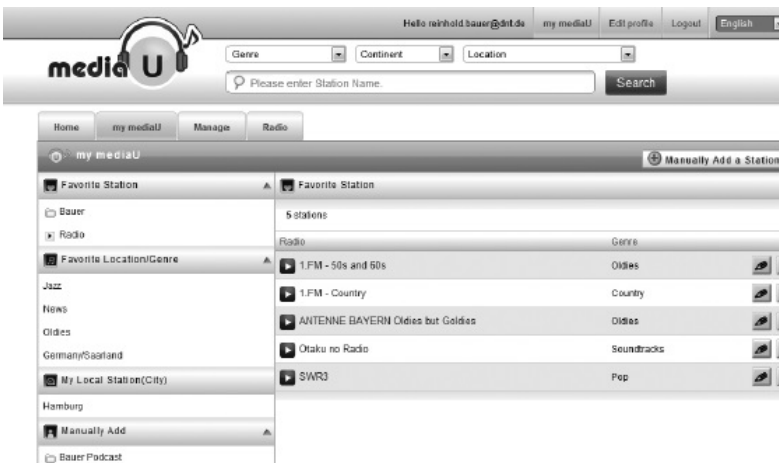 Hello reinhold.bauer@dnt.de my mediaU Edit profile Logout English
media U
Genre Continent Location
Please enter Station Name. Search
Home my mediaU Manage Radio
my mediaU
Manually Add a Station
Favorite Station
Bauer
Radio
Favorite Location/Genre
Jazz
News
Oldies
Germany/Saarland
My Local Station(City)
Hamburg
Manually Add
Bauer Podcast
Favorite Station
5 stations
Radio Genre
1.FM - 50s and 60s Oldies
1.FM - Country Country
ANTENNE BAYERN Oldies but Goldies Oldies
Otaku no Radio Soundtracks
SWR3 Pop